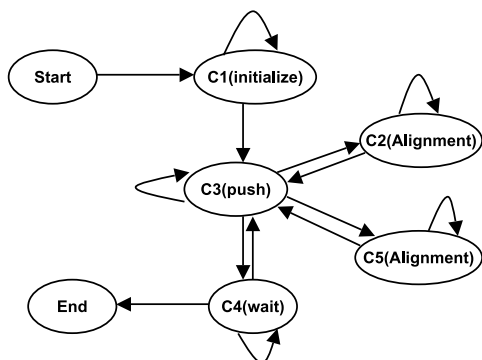 Start
C1(initialize)
C2(Alignment)
C3(push)
C5(Alignment)
End
C4(wait)